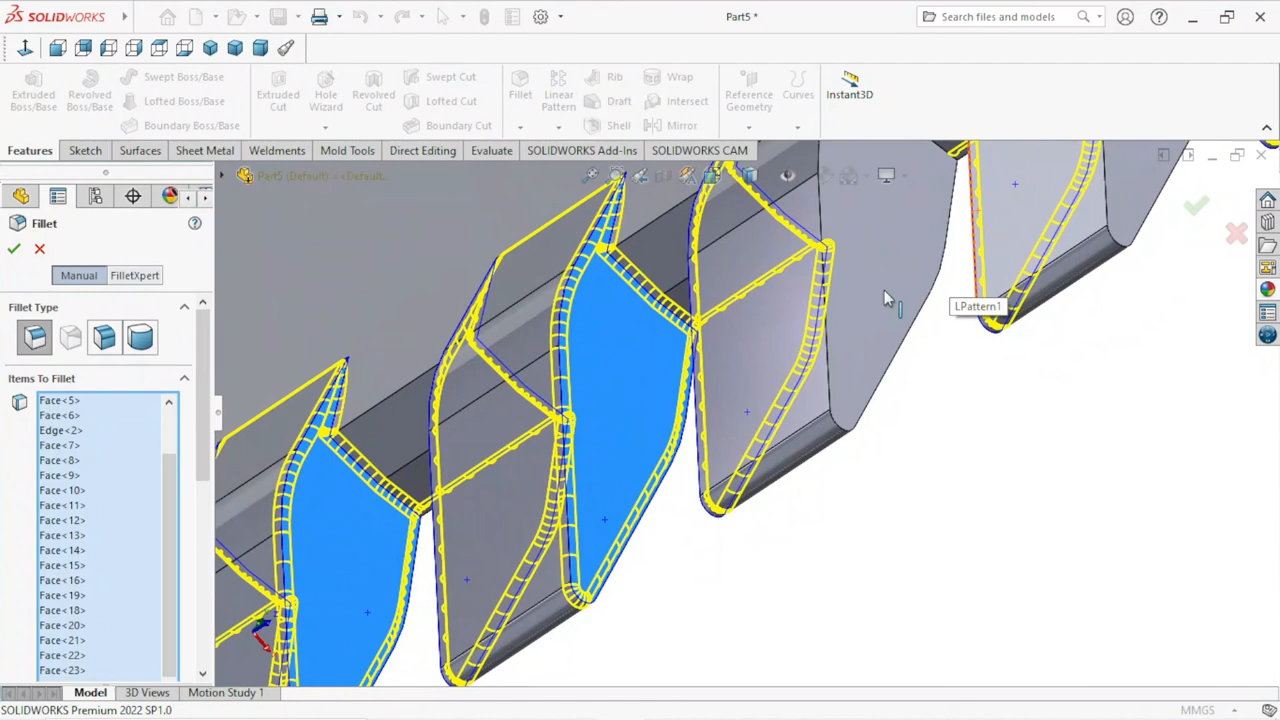 SOLIDWORKS
Part5 *
Search files and models
Extruded Boss/Base
Revolved Boss/Base
Swept Boss/Base
Lofted Boss/Base
Boundary Boss/Base
Extruded Cut
Hole Wizard
Revolved Cut
Swept Cut
Lofted Cut
Boundary Cut
Fillet
Linear Pattern
Rib
Draft
Shell
Wrap
Intersect
Mirror
Reference Geometry
Curves
Instant3D
Features
Sketch
Surfaces
Sheet Metal
Weldments
Mold Tools
Direct Editing
Evaluate
SOLIDWORKS Add-Ins
SOLIDWORKS CAM
Part5 (Default) <<Default...
Fillet
Manual
FilletXpert
Fillet Type
Items To Fillet
Face<5>
Face<6>
Edge<2>
Face<7>
Face<8>
Face<9>
Face<10>
Face<11>
Face<12>
Face<13>
Face<14>
Face<15>
Face<16>
Face<19>
Face<18>
Face<20>
Face<21>
Face<22>
Face<23>
LPattern1
Model
3D Views
Motion Study 1
SOLIDWORKS Premium 2022 SP1.0
MMGS